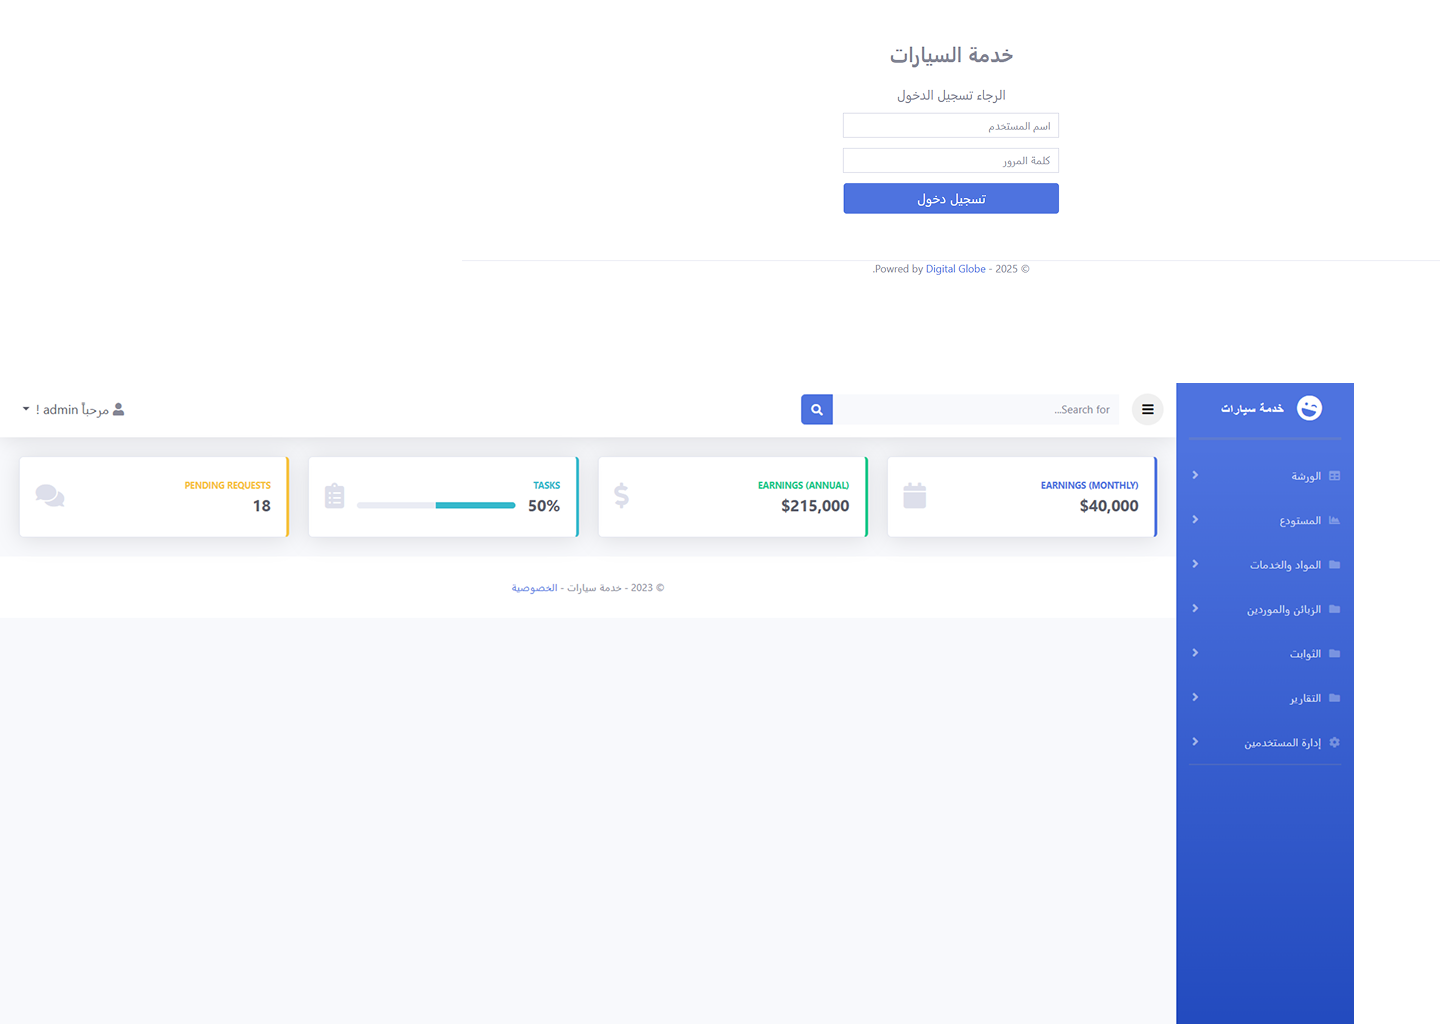 خدمة السيارات
الرجاء تسجيل الدخول
اسم المستخدم
كلمة المرور
تسجيل دخول
© 2025 - Digital Globe Powred by.
خدمة سيارات
Search for...
مرحباً admin !
الورشة
المستودع
المواد والخدمات
الزبائن والموردين
الثوابت
التقارير
إدارة المستخدمين
EARNINGS (MONTHLY)
$40,000
EARNINGS (ANNUAL)
$215,000
TASKS
50%
PENDING REQUESTS
18
© 2023 - خدمة سيارات - الخصوصية